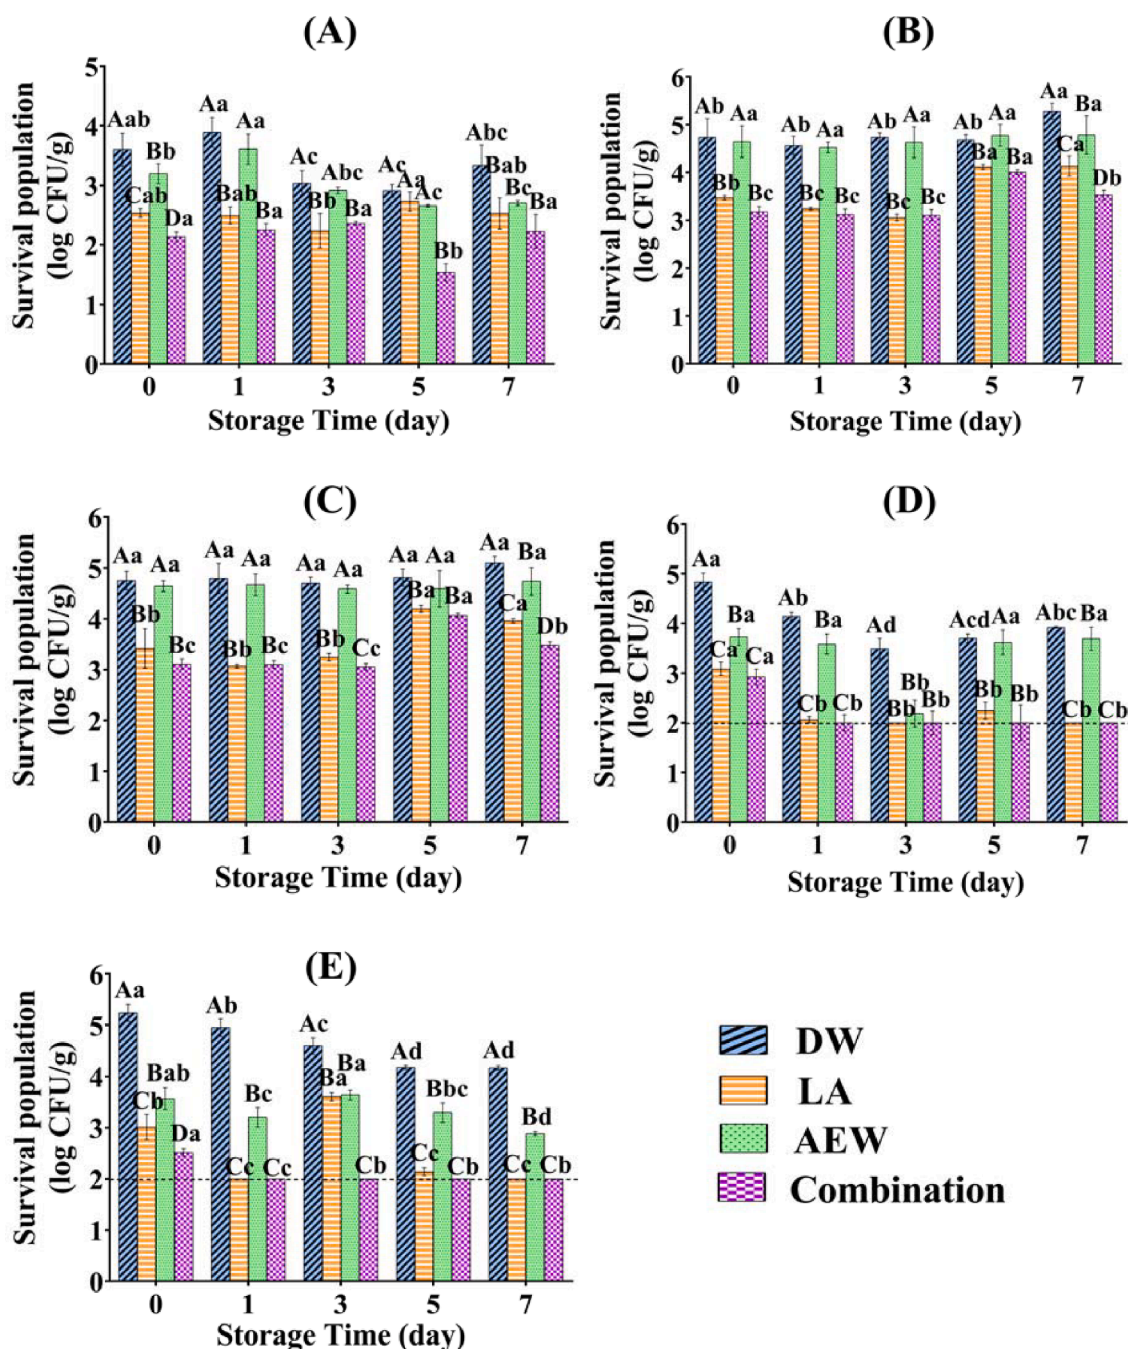 (A)
Survival population
(log CFU/g)
5
4
3
2
1
0
Aab Bb Cab Da
Aa Aa Bab Ba
Ac Abc Bb Ba
Ac Aa Ac Bb
Abc Bab Bc Ba
0 1 3 5 7
Storage Time (day)
(B)
Survival population
(log CFU/g)
6
5
4
3
2
1
0
Ab Bb Aa Bc
Ab Bc Aa Bc
Ab Bc Aa Bc
Ab Ba Aa Ba
Aa Ca Ba Db
0 1 3 5 7
Storage Time (day)
(C)
Survival population
(log CFU/g)
6
5
4
3
2
1
0
Aa Bb Aa Bc
Aa Bb Aa Bc
Aa Bb Aa Cc
Aa Ba Aa Ba
Aa Ca Ba Db
0 1 3 5 7
Storage Time (day)
(D)
Survival population
(log CFU/g)
6
5
4
3
2
1
0
Aa Ca Ba Ca
Ab Cb Ba Cb
Ad Bb Bb Bb
Acd Bb Aa Bb
Abc Cb Ba Cb
0 1 3 5 7
Storage Time (day)
(E)
Survival population
(log CFU/g)
6
5
4
3
2
1
0
Aa Cb Bab Da
Ab Cc Bc Cc
Ac Ba Ba Cb
Ad Cc Bbc Cb
Ad Cc Bd Cb
0 1 3 5 7
Storage Time (day)
DW
LA
AEW
Combination